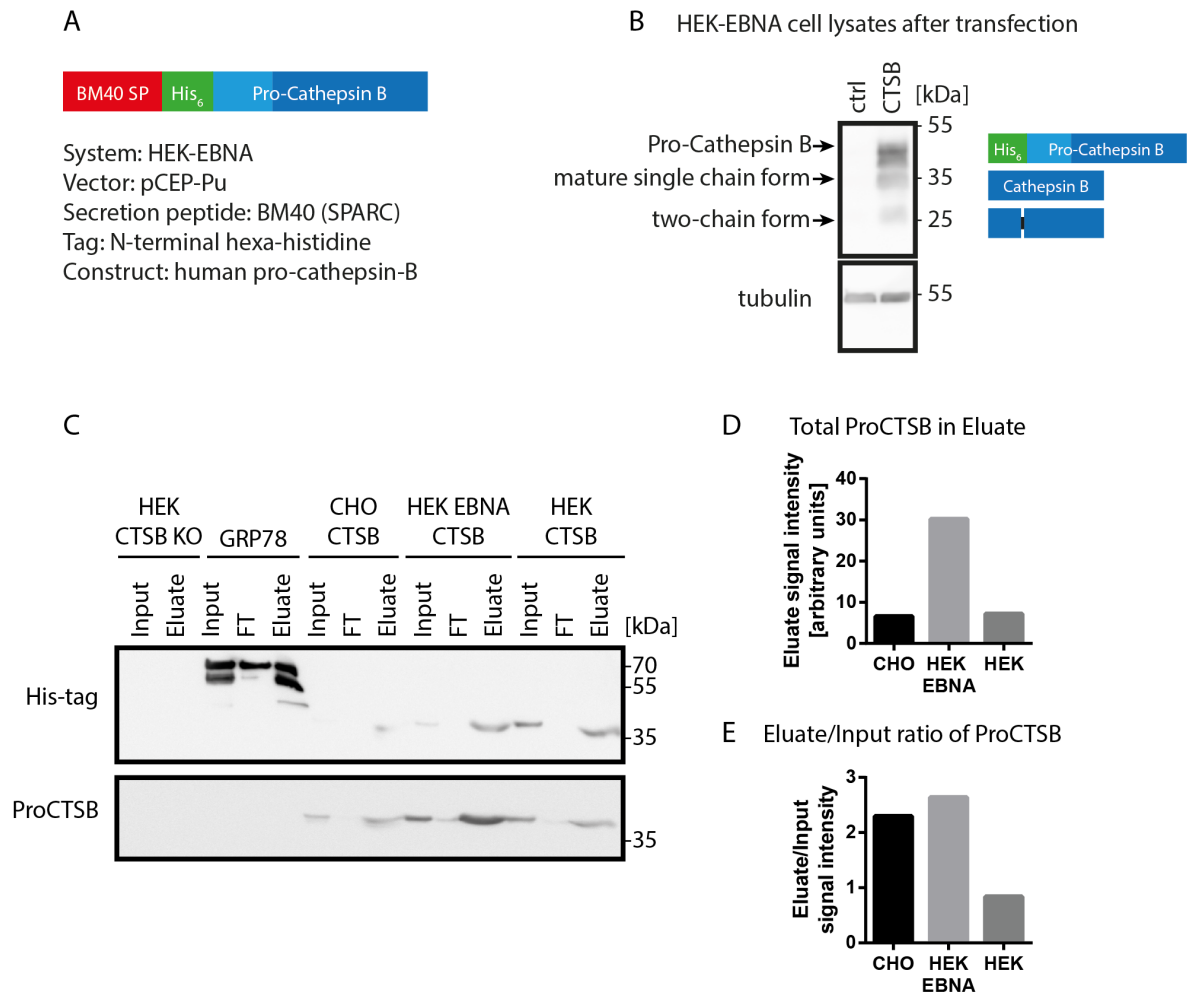 A
BM40 SP His6 Pro-Cathepsin B
System: HEK-EBNA
Vector: pCEP-Pu
Secretion peptide: BM40 (SPARC)
Tag: N-terminal hexa-histidine
Construct: human pro-cathepsin-B
B HEK-EBNA cell lysates after transfection
ctrl CTSB [kDa]
55
Pro-Cathepsin B
mature single chain form 35
two-chain form 25
His6 Pro-Cathepsin B
Cathepsin B
tubulin 55
C
HEK CTSB KO
GRP78
CHO CTSB
HEK EBNA CTSB
HEK CTSB
Input Eluate Input FT Eluate Input FT Eluate Input FT Eluate Input FT Eluate [kDa]
His-tag
70
55
35
ProCTSB
35
D Total ProCTSB in Eluate
Eluate signal intensity
[arbitrary units]
40
30
20
10
0
CHO HEK EBNA HEK
E Eluate/Input ratio of ProCTSB
Eluate/Input
signal intensity
3
2
1
0
CHO HEK EBNA HEK